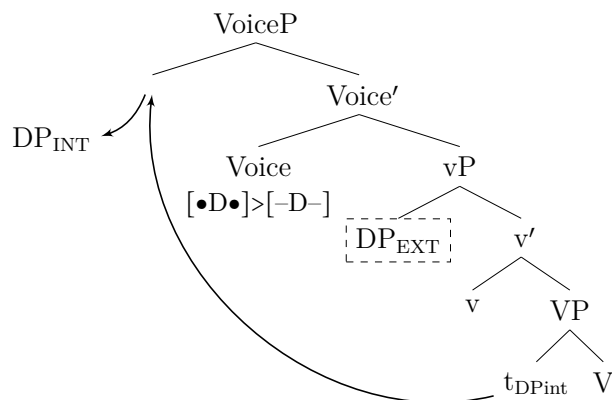 VoiceP
Voice′
DP_INT
Voice
vP
[●D●]>[–D–]
DP_EXT
v′
v
VP
t_DPint
V